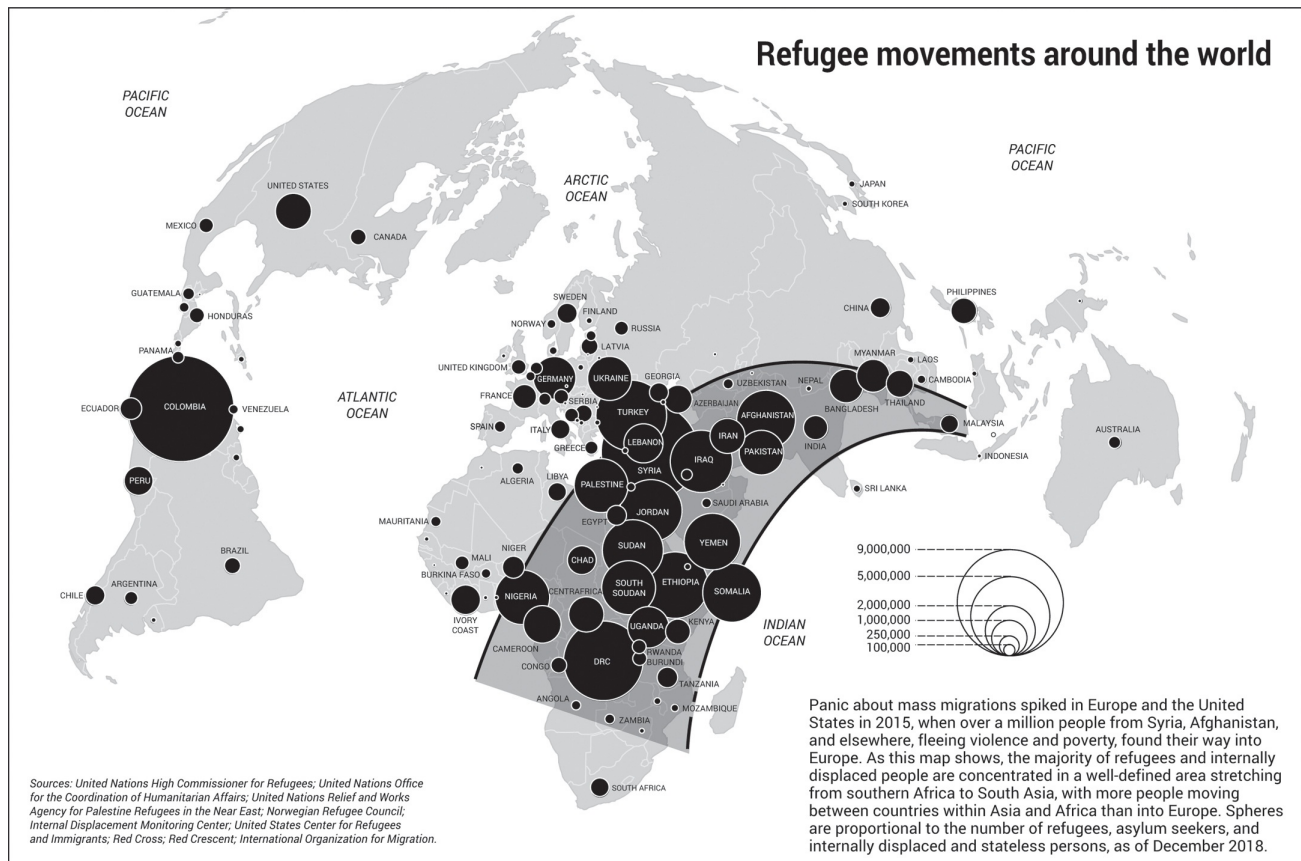 Refugee movements around the world
PACIFIC
OCEAN
PACIFIC
OCEAN
ARCTIC
OCEAN
JAPAN
SOUTH KOREA
UNITED STATES
MEXICO
CANADA
GUATEMALA
HONDURAS
PANAMA
COLOMBIA
ECUADOR
VENEZUELA
PERU
BRAZIL
CHILE
ARGENTINA
ATLANTIC
OCEAN
SWEDEN
FINLAND
NORWAY
RUSSIA
LATVIA
UNITED KINGDOM
GERMANY
UKRAINE
FRANCE
SERBIA
SPAIN
ITALY
GREECE
GEORGIA
AZERBAIJAN
TURKEY
LEBANON
SYRIA
IRAQ
IRAN
AFGHANISTAN
PAKISTAN
UZBEKISTAN
NEPAL
INDIA
BANGLADESH
MYANMAR
THAILAND
LAOS
CAMBODIA
CHINA
PHILIPPINES
MALAYSIA
INDONESIA
SRI LANKA
AUSTRALIA
PALESTINE
JORDAN
SAUDI ARABIA
EGYPT
LIBYA
ALGERIA
MAURITANIA
MALI
BURKINA FASO
NIGER
CHAD
SUDAN
YEMEN
SOUTH
SOUDAN
ETHIOPIA
SOMALIA
NIGERIA
CENTRAFRICA
IVORY
COAST
CAMEROON
UGANDA
KENYA
RWANDA
BURUNDI
CONGO
DRC
TANZANIA
ANGOLA
ZAMBIA
MOZAMBIQUE
SOUTH AFRICA
INDIAN
OCEAN
9,000,000
5,000,000
2,000,000
1,000,000
250,000
100,000
Panic about mass migrations spiked in Europe and the United
States in 2015, when over a million people from Syria, Afghanistan,
and elsewhere, fleeing violence and poverty, found their way into
Europe. As this map shows, the majority of refugees and internally
displaced people are concentrated in a well-defined area stretching
from southern Africa to South Asia, with more people moving
between countries within Asia and Africa than into Europe. Spheres
are proportional to the number of refugees, asylum seekers, and
internally displaced and stateless persons, as of December 2018.
Sources: United Nations High Commissioner for Refugees; United Nations Office
for the Coordination of Humanitarian Affairs; United Nations Relief and Works
Agency for Palestine Refugees in the Near East; Norwegian Refugee Council;
Internal Displacement Monitoring Center; United States Center for Refugees
and Immigrants; Red Cross; Red Crescent; International Organization for Migration.